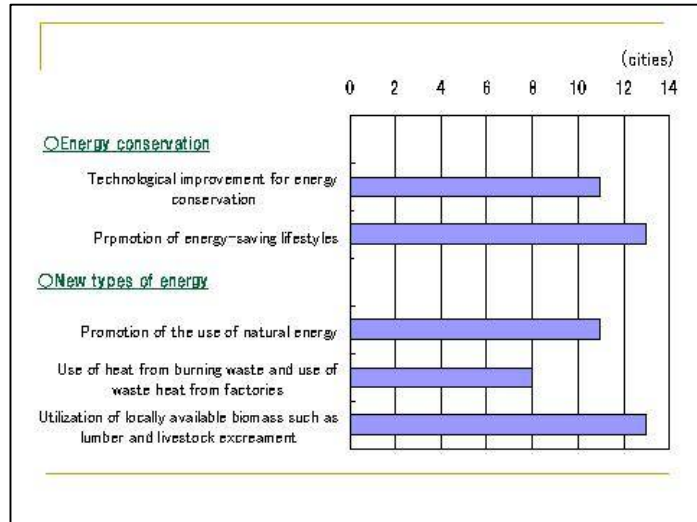 (cities)
0 2 4 6 8 10 12 14
○Energy conservation
Technological improvement for energy
conservation
Prpmotion of energy-saving lifestyles
○New types of energy
Promotion of the use of natural energy
Use of heat from burning waste and use of
waste heat from factories
Utilization of locally available biomass such as
lumber and livestock excreament